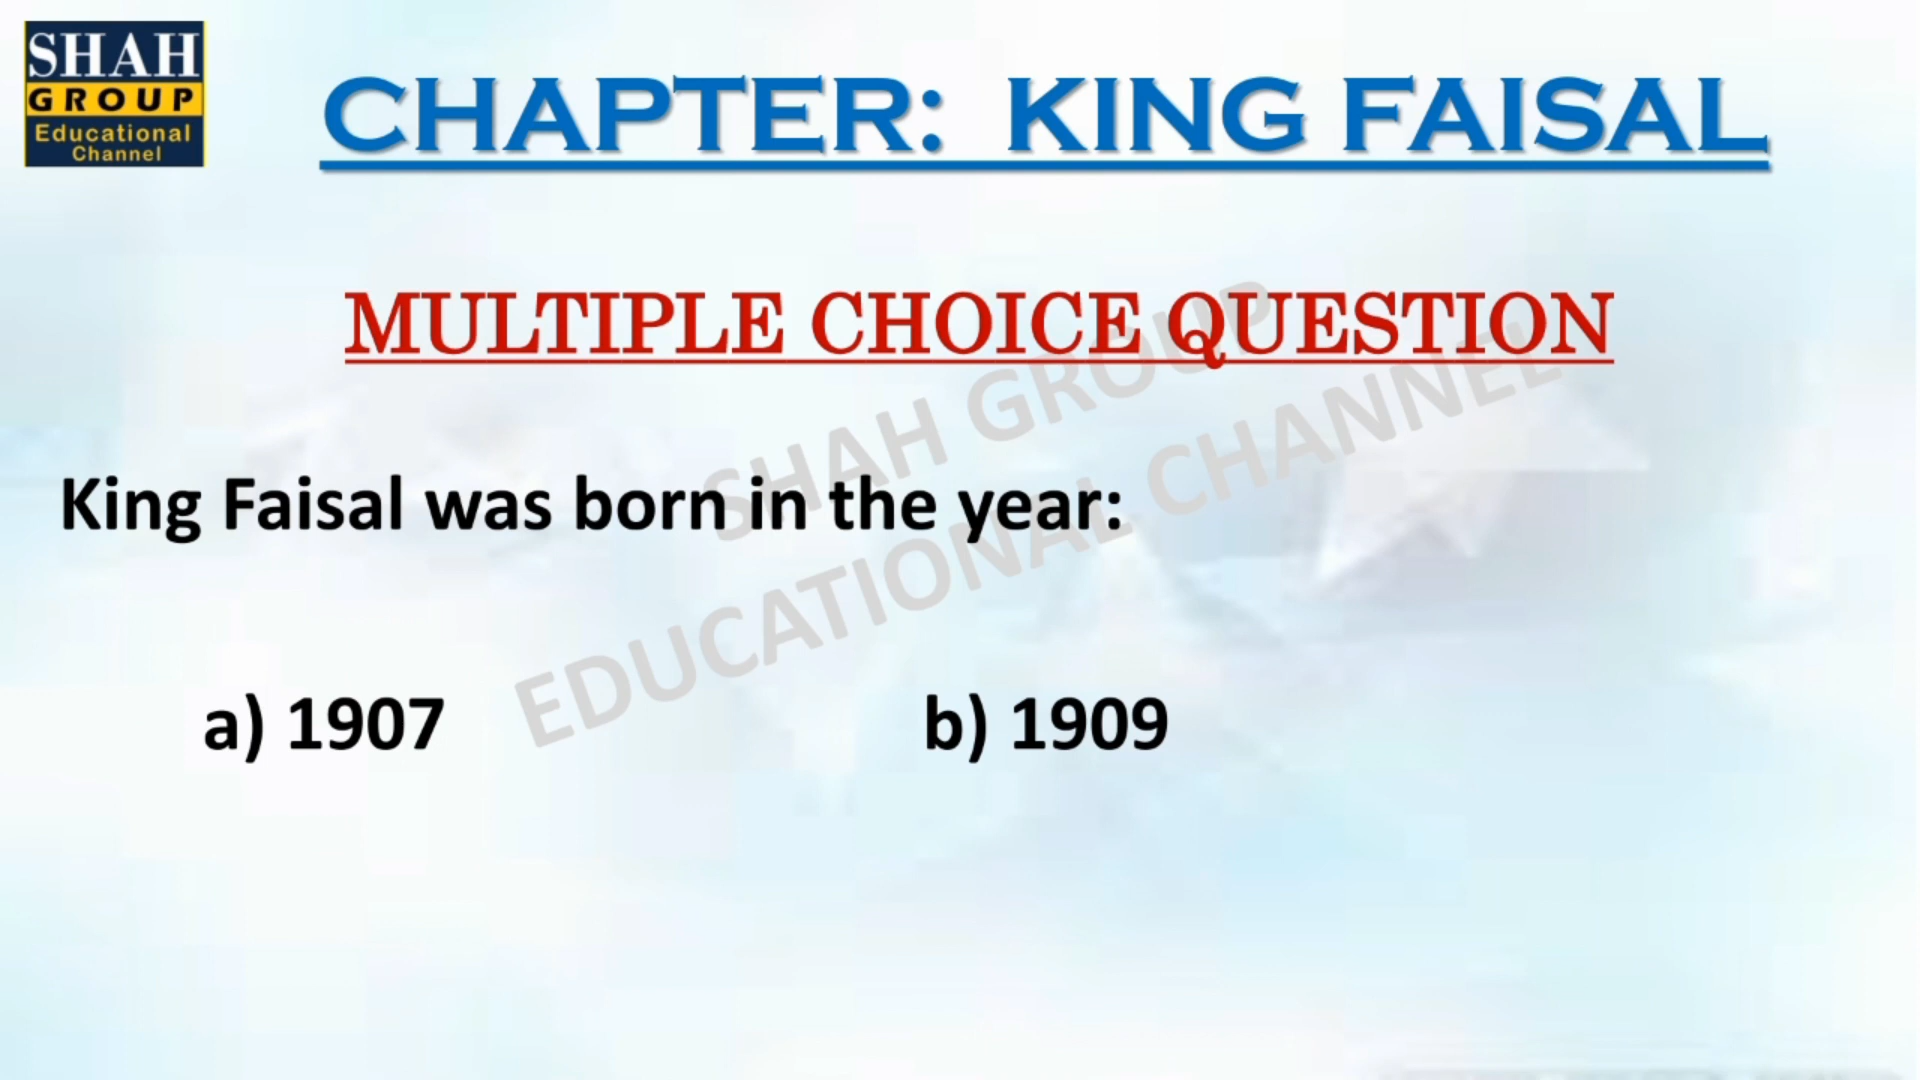 SHAH
GROUP
Educational
Channel
CHAPTER: KING FAISAL
MULTIPLE CHOICE QUESTION
SHAH GROUP
EDUCATIONAL CHANNEL
King Faisal was born in the year:
a) 1907 b) 1909